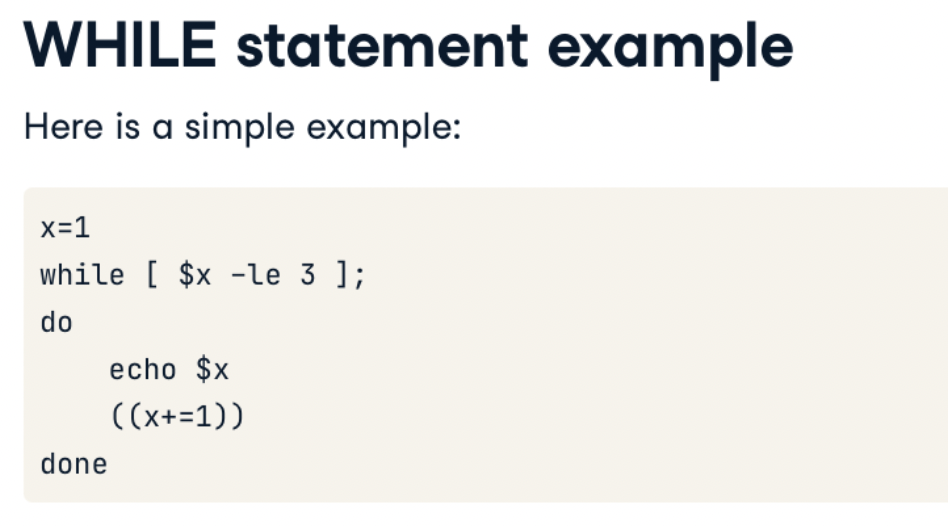 WHILE statement example
Here is a simple example:
x=1
while [ $x -le 3 ];
do
    echo $x
    ((x+=1))
done